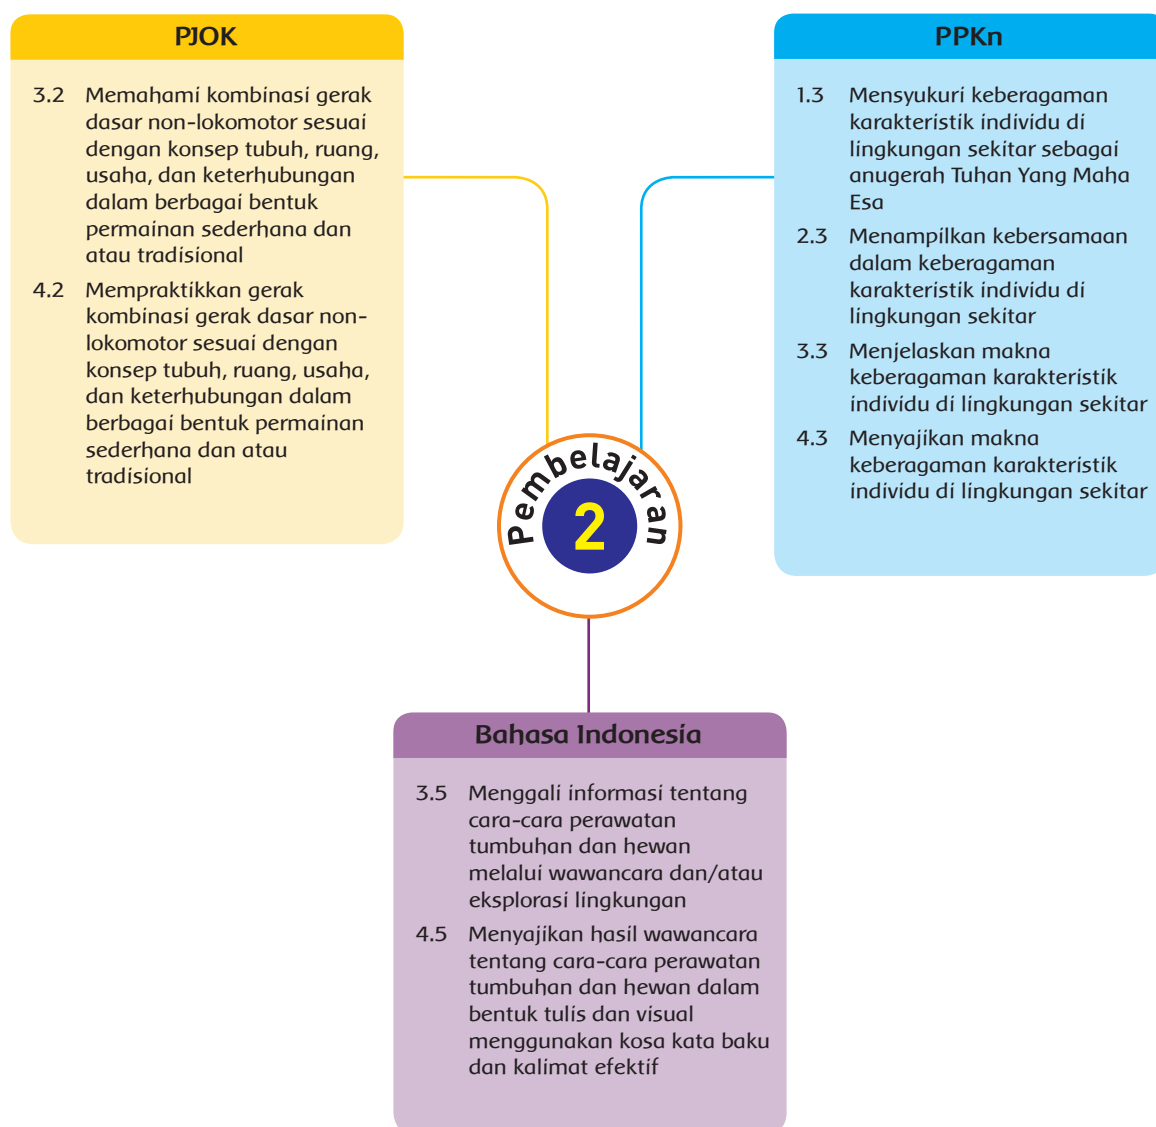 PJOK
3.2 Memahami kombinasi gerak
dasar non-lokomotor sesuai
dengan konsep tubuh, ruang,
usaha, dan keterhubungan
dalam berbagai bentuk
permainan sederhana dan
atau tradisional
4.2 Mempraktikkan gerak
kombinasi gerak dasar non-
lokomotor sesuai dengan
konsep tubuh, ruang, usaha,
dan keterhubungan dalam
berbagai bentuk permainan
sederhana dan atau
tradisional
PPKn
1.3 Mensyukuri keberagaman
karakteristik individu di
lingkungan sekitar sebagai
anugerah Tuhan Yang Maha
Esa
2.3 Menampilkan kebersamaan
dalam keberagaman
karakteristik individu di
lingkungan sekitar
3.3 Menjelaskan makna
keberagaman karakteristik
individu di lingkungan sekitar
4.3 Menyajikan makna
keberagaman karakteristik
individu di lingkungan sekitar
Pembelajaran
2
Bahasa Indonesia
3.5 Menggali informasi tentang
cara-cara perawatan
tumbuhan dan hewan
melalui wawancara dan/atau
eksplorasi lingkungan
4.5 Menyajikan hasil wawancara
tentang cara-cara perawatan
tumbuhan dan hewan dalam
bentuk tulis dan visual
menggunakan kosa kata baku
dan kalimat efektif